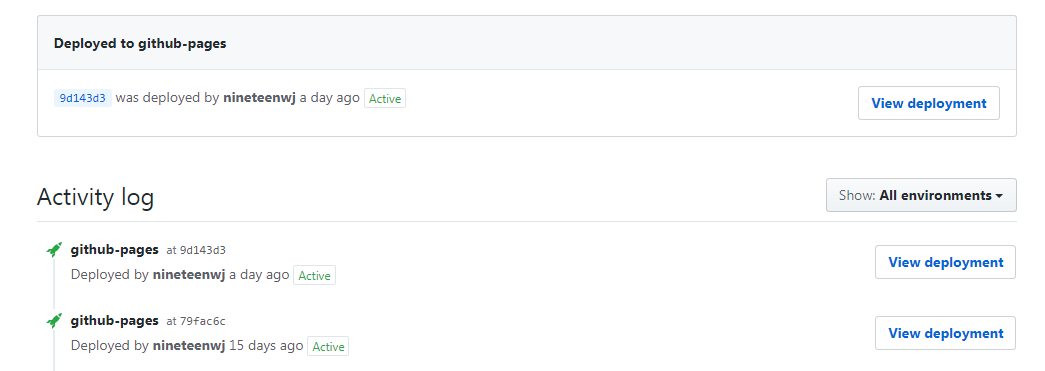 Deployed to github-pages
9d143d3 was deployed by nineteenwj a day ago Active
View deployment
Activity log
Show: All environments
github-pages at 9d143d3
Deployed by nineteenwj a day ago Active
View deployment
github-pages at 79fac6c
Deployed by nineteenwj 15 days ago Active
View deployment